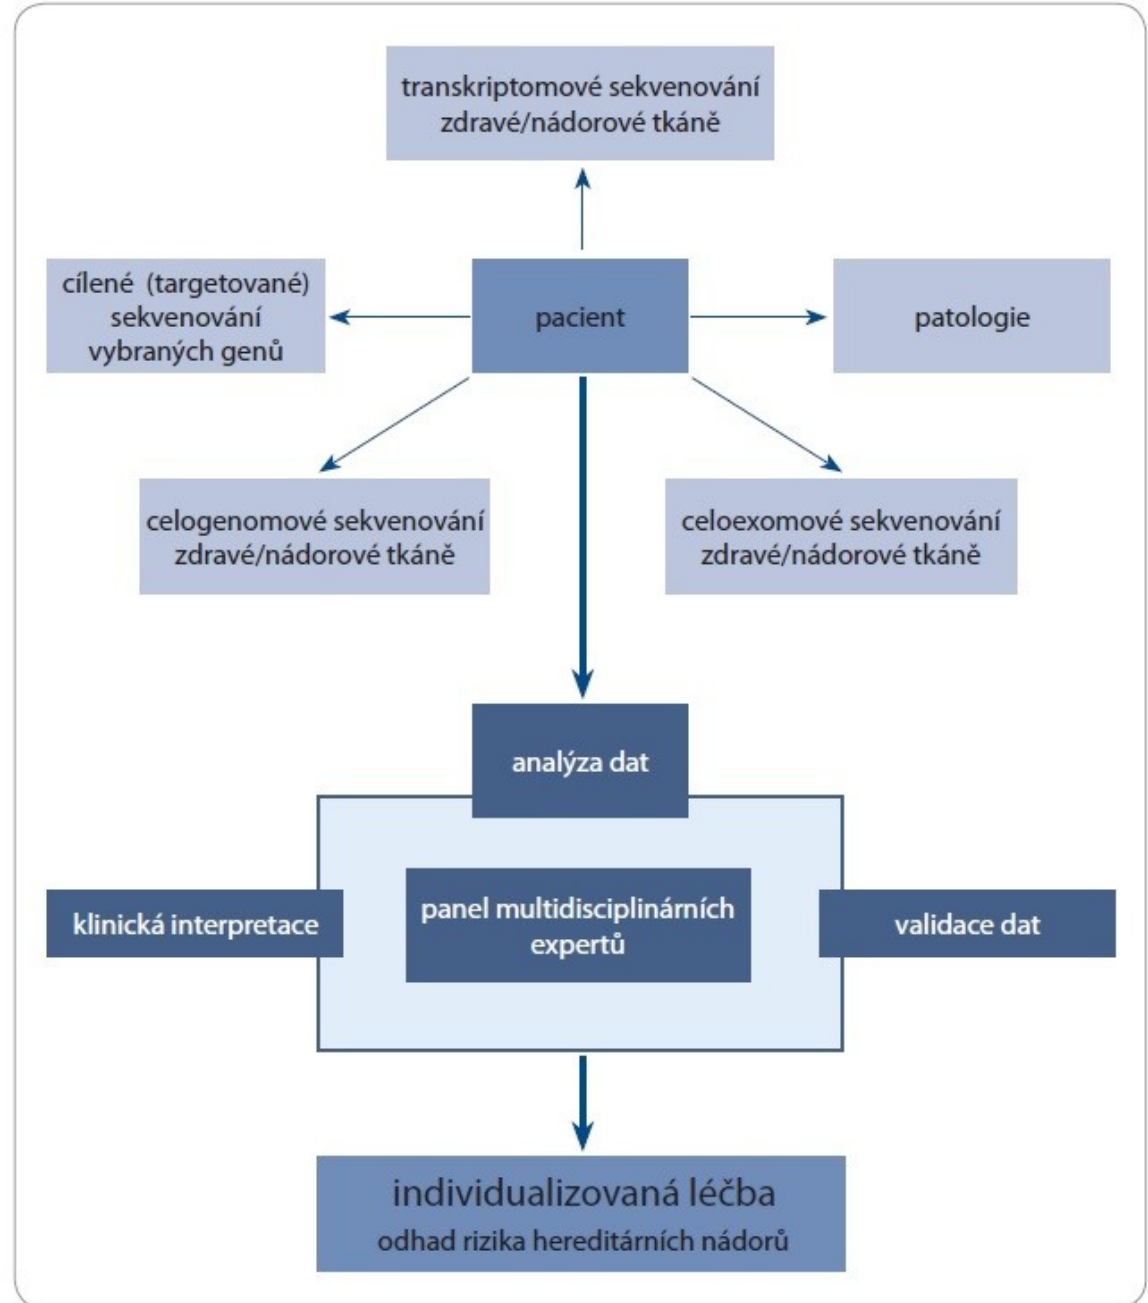 transkriptomové sekvenování
zdravé/nádorové tkáně
cílené (targetované)
sekvenování
vybraných genů
pacient
patologie
celogenomové sekvenování
zdravé/nádorové tkáně
celoexomové sekvenování
zdravé/nádorové tkáně
analýza dat
klinická interpretace
panel multidisciplinárních
expertů
validace dat
individualizovaná léčba
odhad rizika hereditárních nádorů